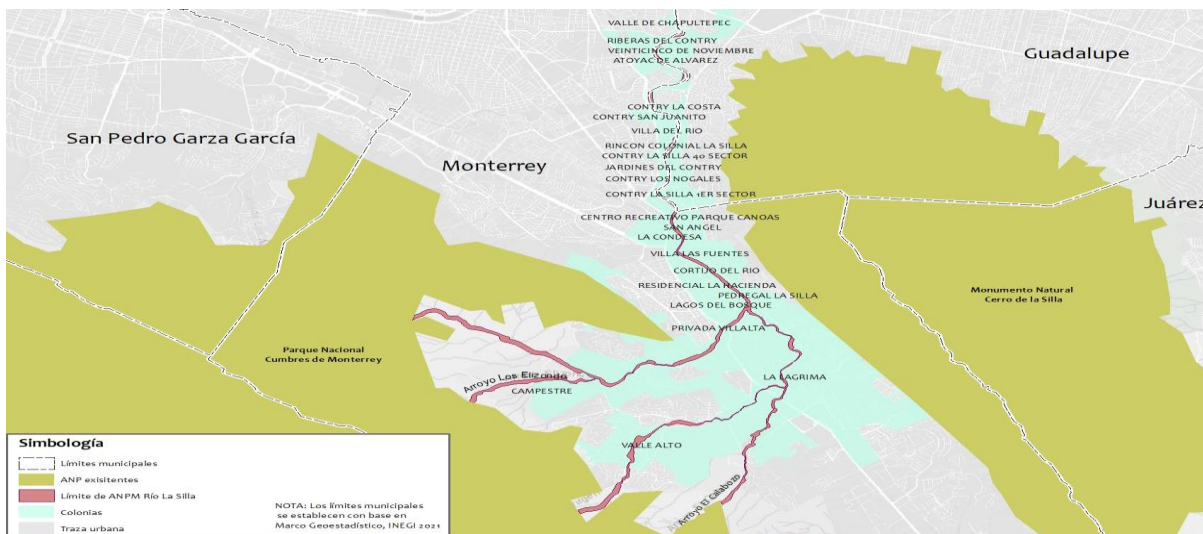 VALLE DE CHAPULTEPEC
RIBERAS DEL CONTRY
VEINTICINCO DE NOVIEMBRE
ATOYAC DE ALVAREZ
Guadalupe
CONTRY LA COSTA
CONTRY SAN JUANITO
San Pedro Garza García
VILLA DEL RIO
Monterrey
RINCON COLONIAL LA SILLA
CONTRY LA SILLA 40 SECTOR
JARDINES DEL CONTRY
CONTRY LOS NOGALES
CONTRY LA SILLA 1ER SECTOR
Juárez
CENTRO RECREATIVO PARQUE CANOAS
SAN ANGEL
LA CONDESA
VILLA LAS FUENTES
CORTIJO DEL RIO
RESIDENCIAL LA HACIENDA
PEDREGAL LA SILLA
LAGOS DEL BOSQUE
Monumento Natural
Cerro de la Silla
PRIVADA VILLALTA
Parque Nacional
Cumbres de Monterrey
Arroyo Los Elizondo
LA LAGRIMA
CAMPESTRE
VALLE ALTO
Arroyo El Calabozo
Simbología
Límites municipales
ANP exisitentes
Límite de ANPM Río La Silla
Colonias
Traza urbana
NOTA: Los límites municipales
se establecen con base en
Marco Geoestadístico, INEGI 2021